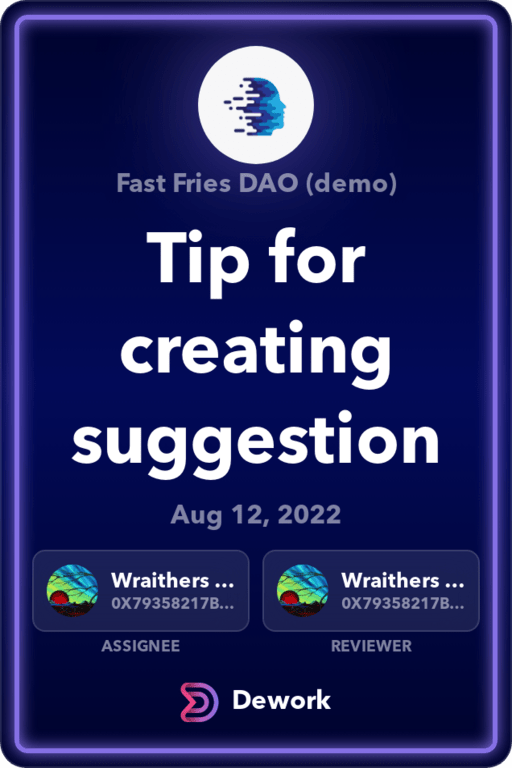 Fast Fries DAO (demo)
Tip for
creating
suggestion
Aug 12, 2022
Wraithers ...
0X79358217B...
ASSIGNEE
Wraithers ...
0X79358217B...
REVIEWER
Dework